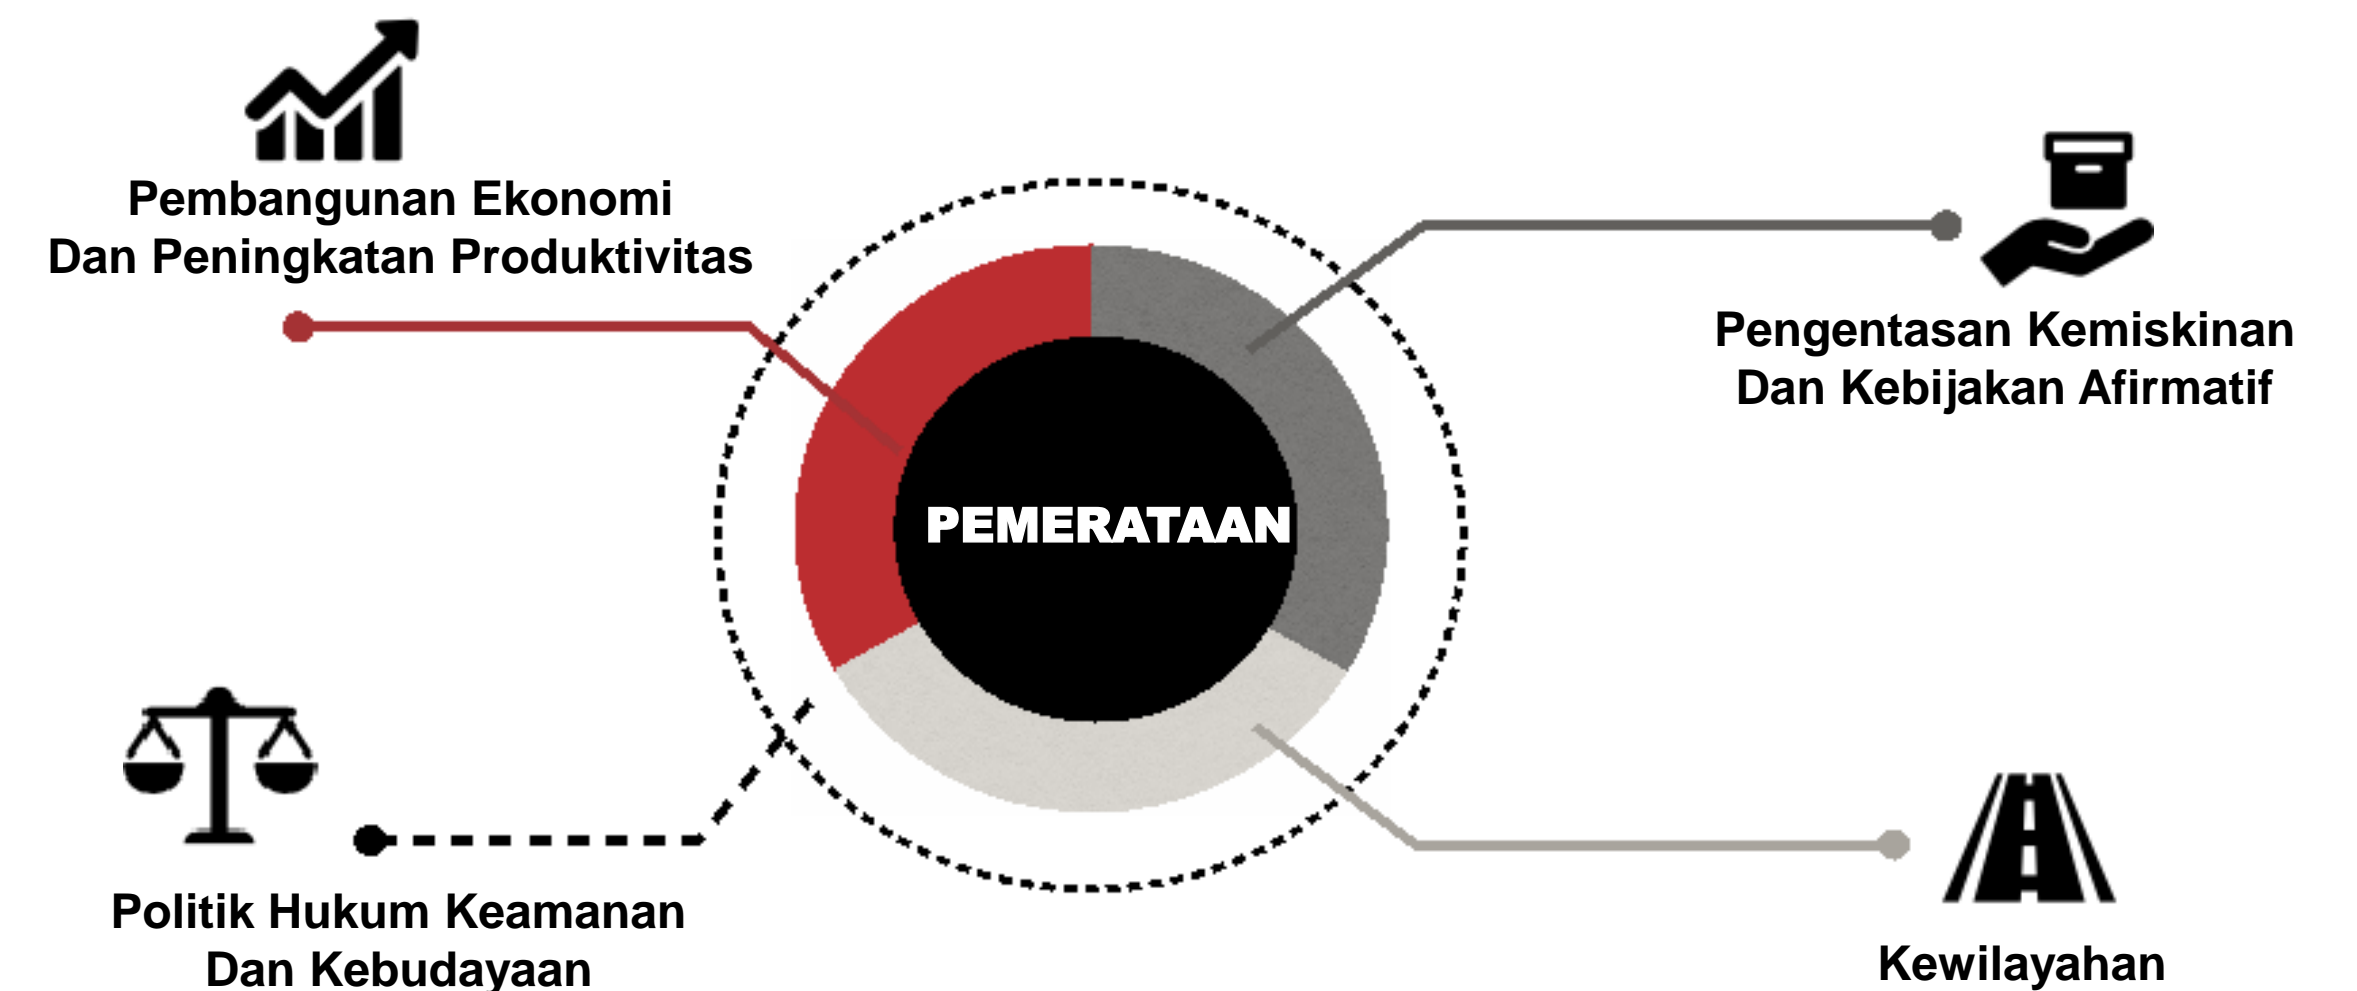 Pembangunan Ekonomi
Dan Peningkatan Produktivitas
Pengentasan Kemiskinan
Dan Kebijakan Afirmatif
PEMERATAAN
Politik Hukum Keamanan
Dan Kebudayaan
Kewilayahan